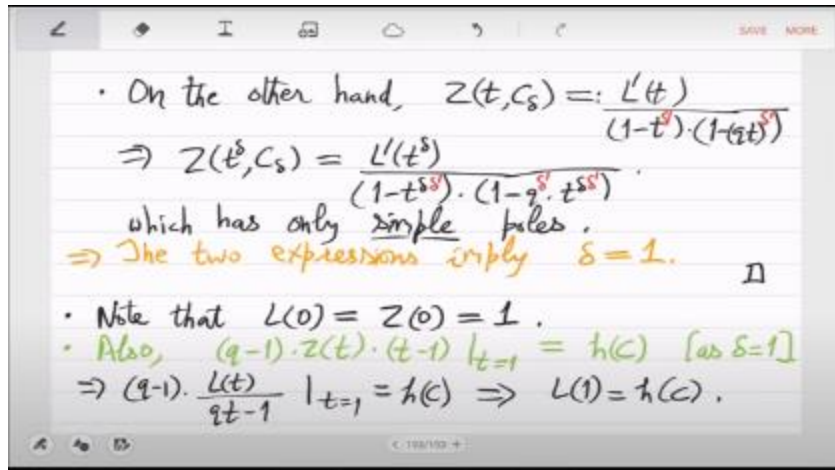 SAVE MORE
· On the other hand, Z(t,C_δ) =: L'(t) / (1-t^δ')·(1-(qt)^δ')
⇒ Z(t^δ,C_δ) = L'(t^δ) / (1-t^δδ')·(1-q^δ'·t^δδ') .
which has only simple poles.
⇒ The two expressions imply δ=1. □
· Note that L(0) = Z(0) = 1.
· Also, (q-1)·Z(t)·(t-1) |_{t=1} = h(C) [as δ=1]
⇒ (q-1)· L(t) / qt-1 |_{t=1} = h(C) ⇒ L(1) = h(C).